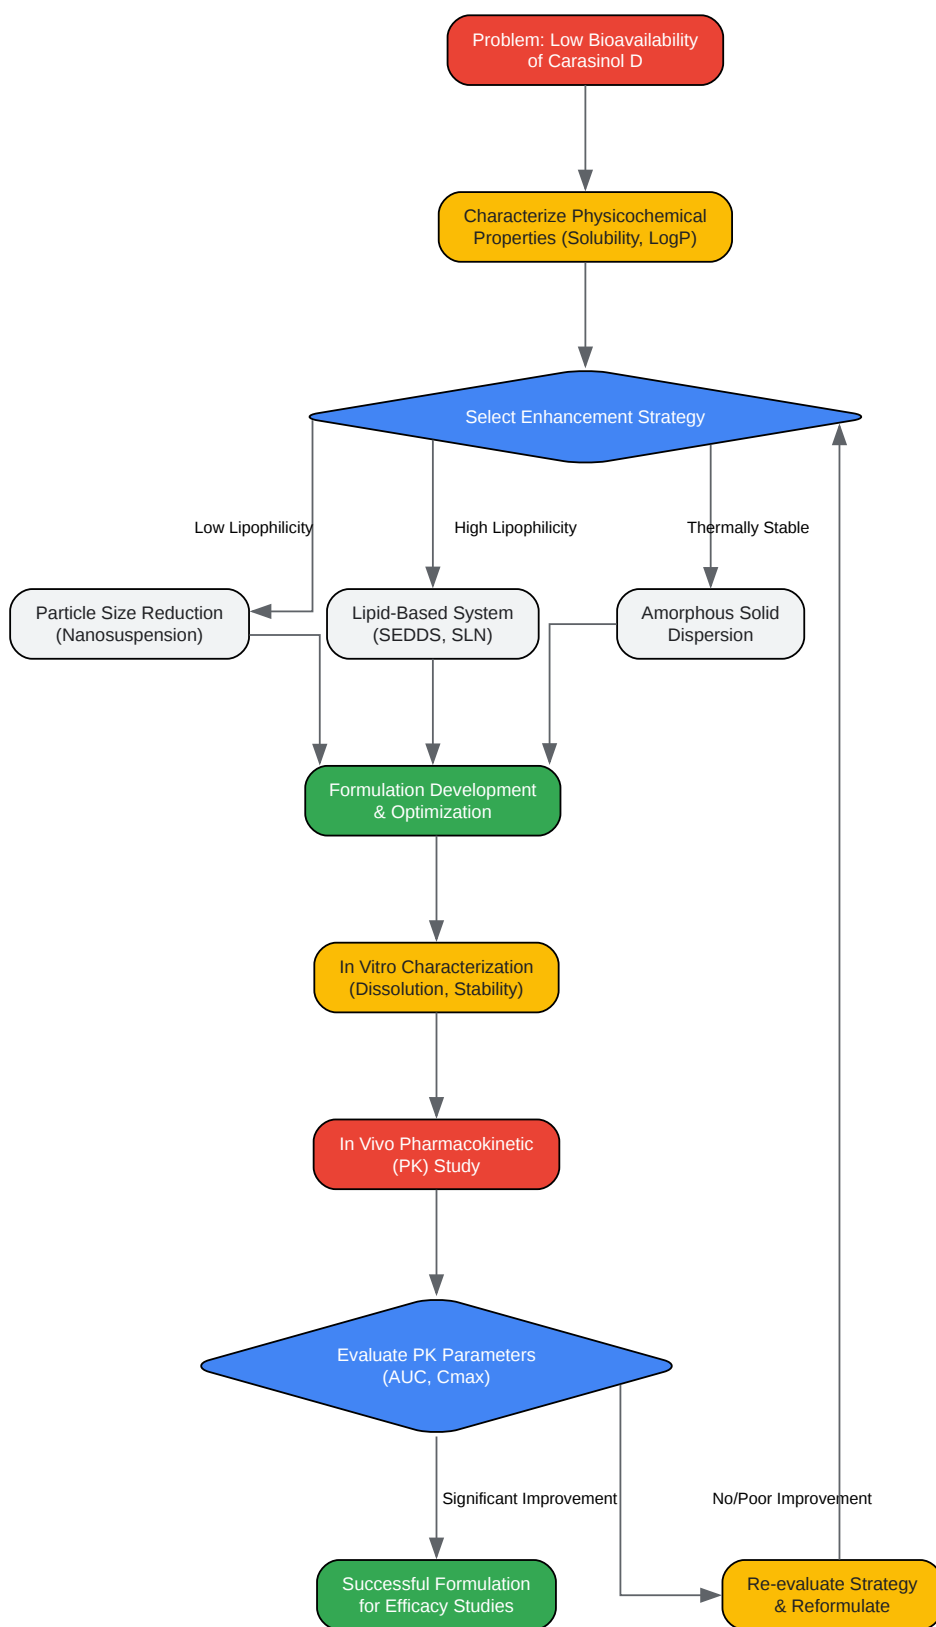 Problem: Low Bioavailability
of Carasinol D
Characterize Physicochemical
Properties (Solubility, LogP)
Select Enhancement Strategy
Low Lipophilicity
High Lipophilicity
Thermally Stable
Particle Size Reduction
(Nanosuspension)
Lipid-Based System
(SEDDS, SLN)
Amorphous Solid
Dispersion
Formulation Development
& Optimization
In Vitro Characterization
(Dissolution, Stability)
In Vivo Pharmacokinetic
(PK) Study
Evaluate PK Parameters
(AUC, Cmax)
Significant Improvement
No/Poor Improvement
Successful Formulation
for Efficacy Studies
Re-evaluate Strategy
& Reformulate